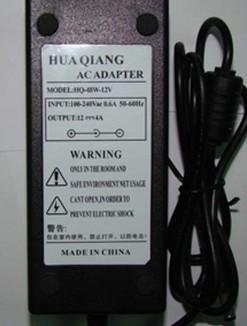 HUA QIANG
AC ADAPTER
MODEL:HQ-48W-12V
INPUT:100-240Vac 0.6A 50-60Hz
OUTPUT:12 4A
WARNING
ONLY IN THE ROOM AND
SAFE ENVIRONMENT NET USAGE
CANT OPEN,IN ORDER TO
PREVENT ELECTRIC SHOCK
警告:
MADE IN CHINA